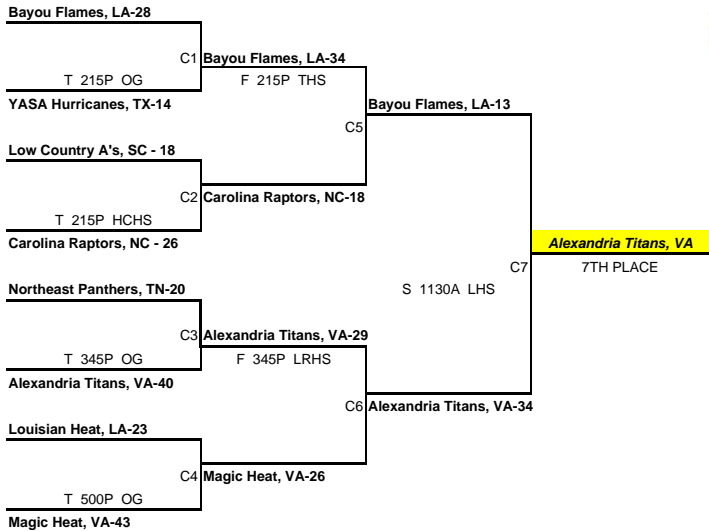 Bayou Flames, LA-28
C1 Bayou Flames, LA-34
T 215P OG
F 215P THS
YASA Hurricanes, TX-14
Bayou Flames, LA-13
C5
Low Country A's, SC - 18
C2 Carolina Raptors, NC-18
T 215P HCHS
Carolina Raptors, NC - 26
Alexandria Titans, VA
C7
7TH PLACE
Northeast Panthers, TN-20
S 1130A LHS
C3 Alexandria Titans, VA-29
T 345P OG
F 345P LRHS
Alexandria Titans, VA-40
C6 Alexandria Titans, VA-34
Louisian Heat, LA-23
C4 Magic Heat, VA-26
T 500P OG
Magic Heat, VA-43